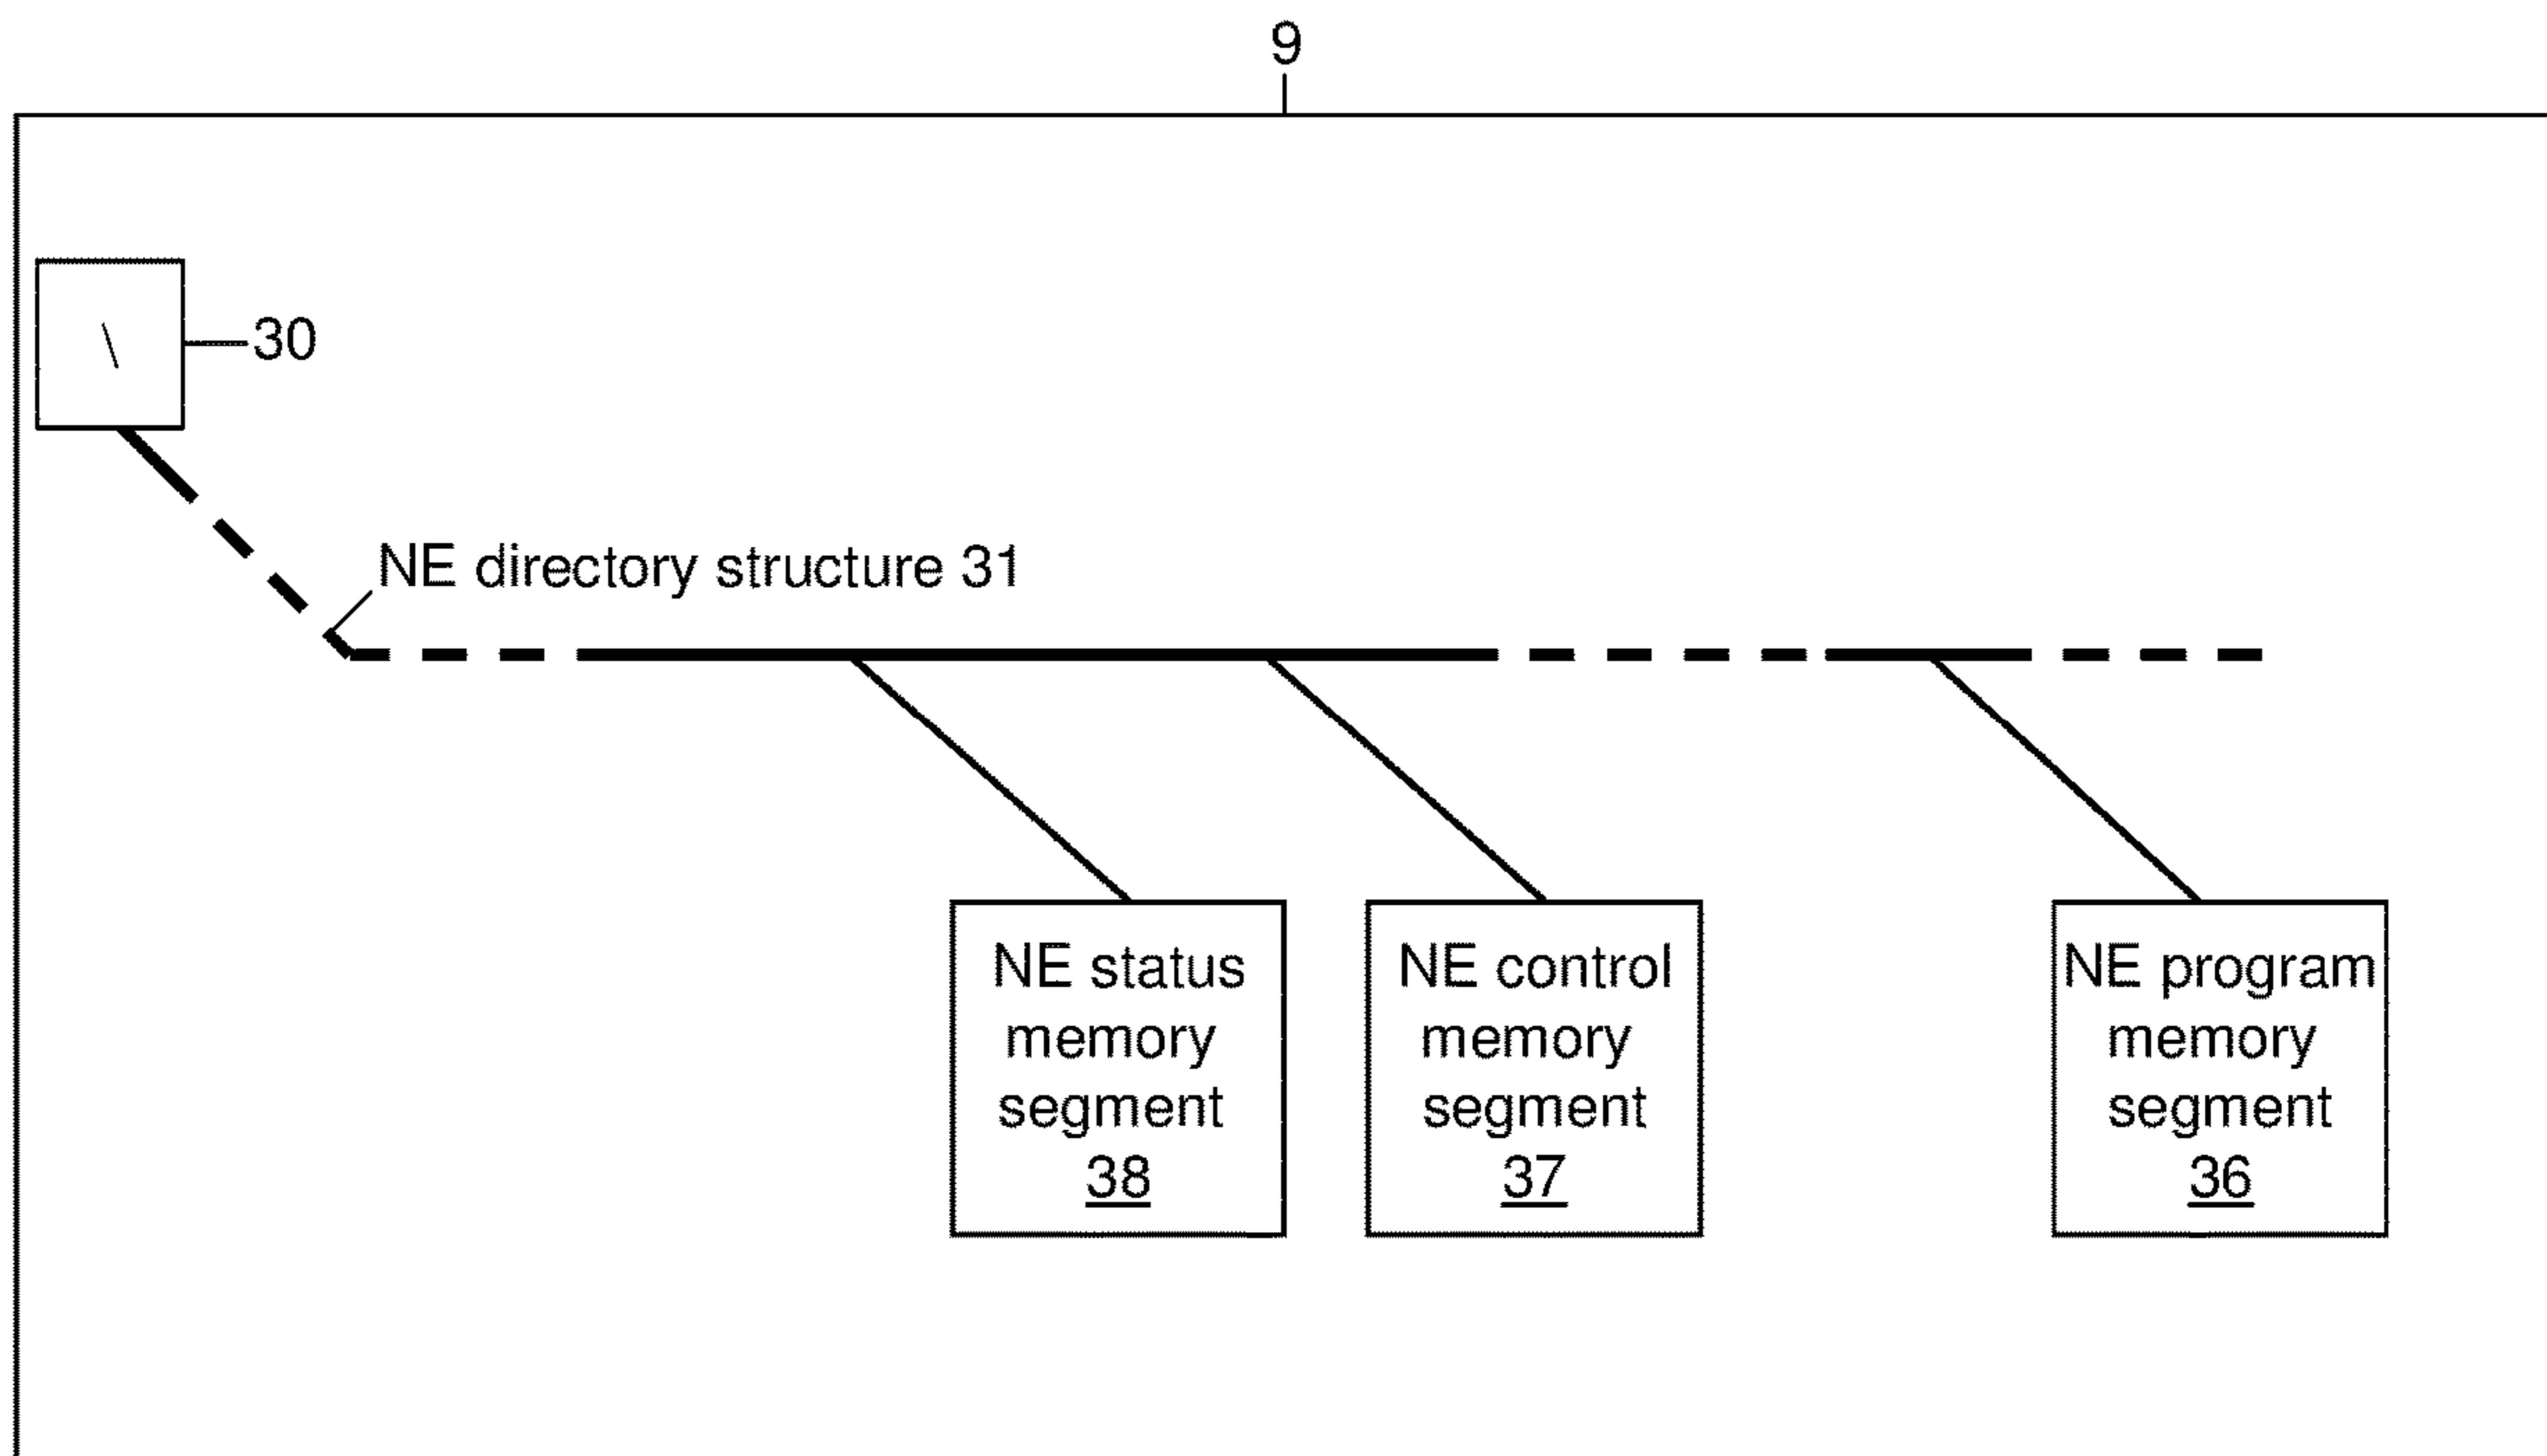 9
\
30
NE directory structure 31
NE status
memory
segment
38
NE control
memory
segment
37
NE program
memory
segment
36